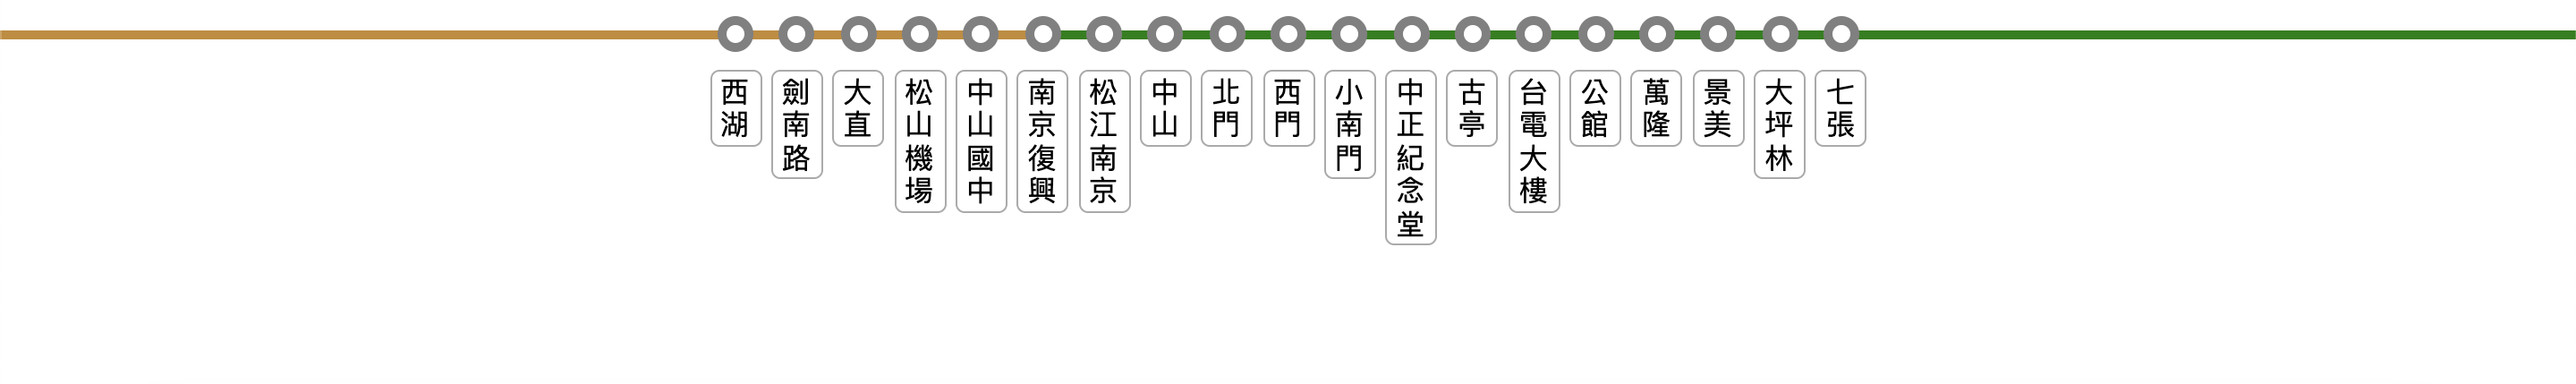 西湖
劍南路
大直
松山機場
中山國中
南京復興
松江南京
中山
北門
西門
小南門
中正紀念堂
古亭
台電大樓
公館
萬隆
景美
大坪林
七張